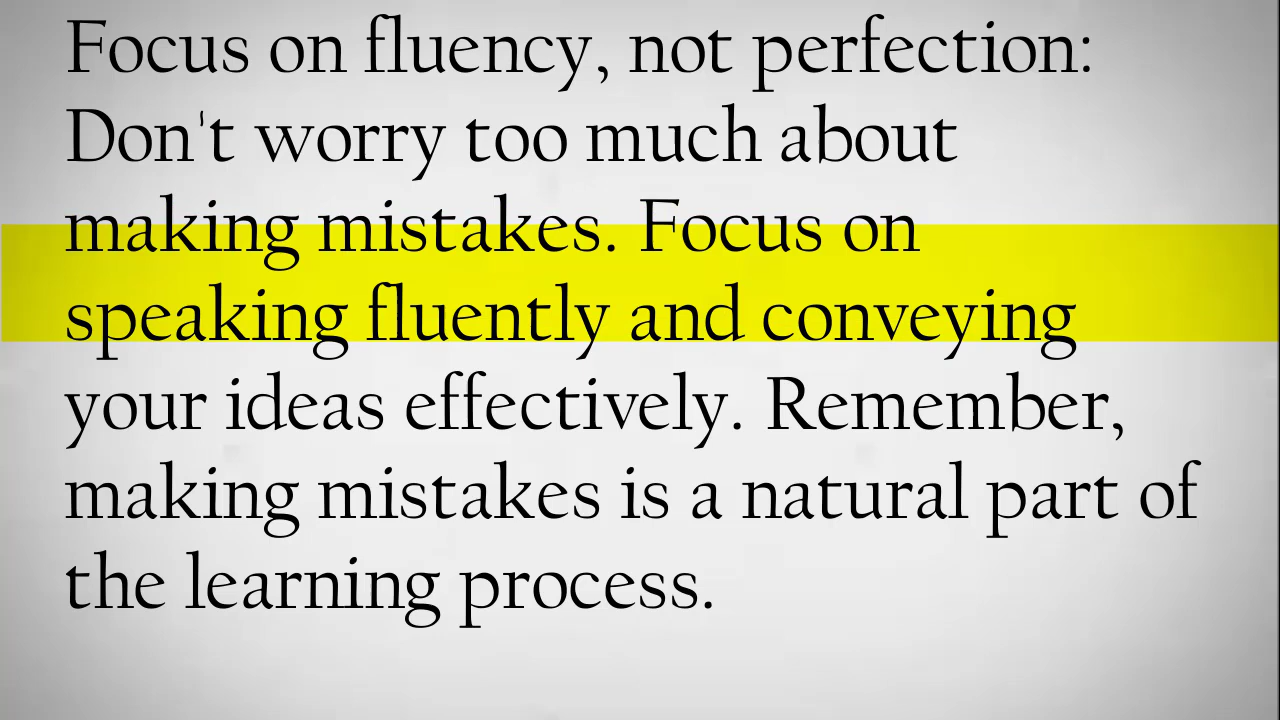 Focus on fluency, not perfection:
Don't worry too much about
making mistakes. Focus on
speaking fluently and conveying
your ideas effectively. Remember,
making mistakes is a natural part of
the learning process.